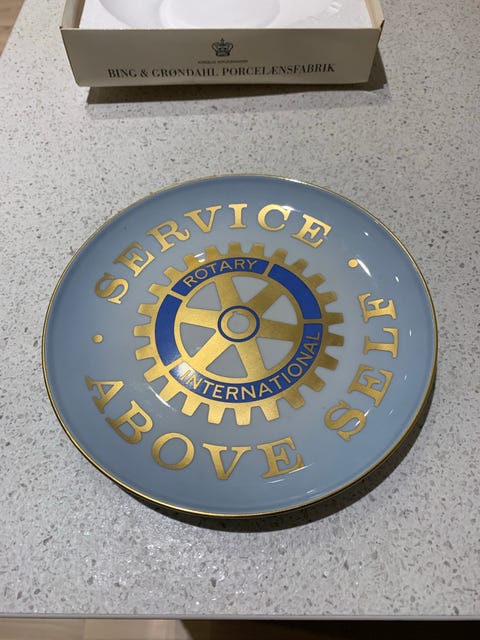 BING & GRØNDAHL PORCELÆNSFABRIK
SERVICE
ROTARY
INTERNATIONAL
ABOVE SELF